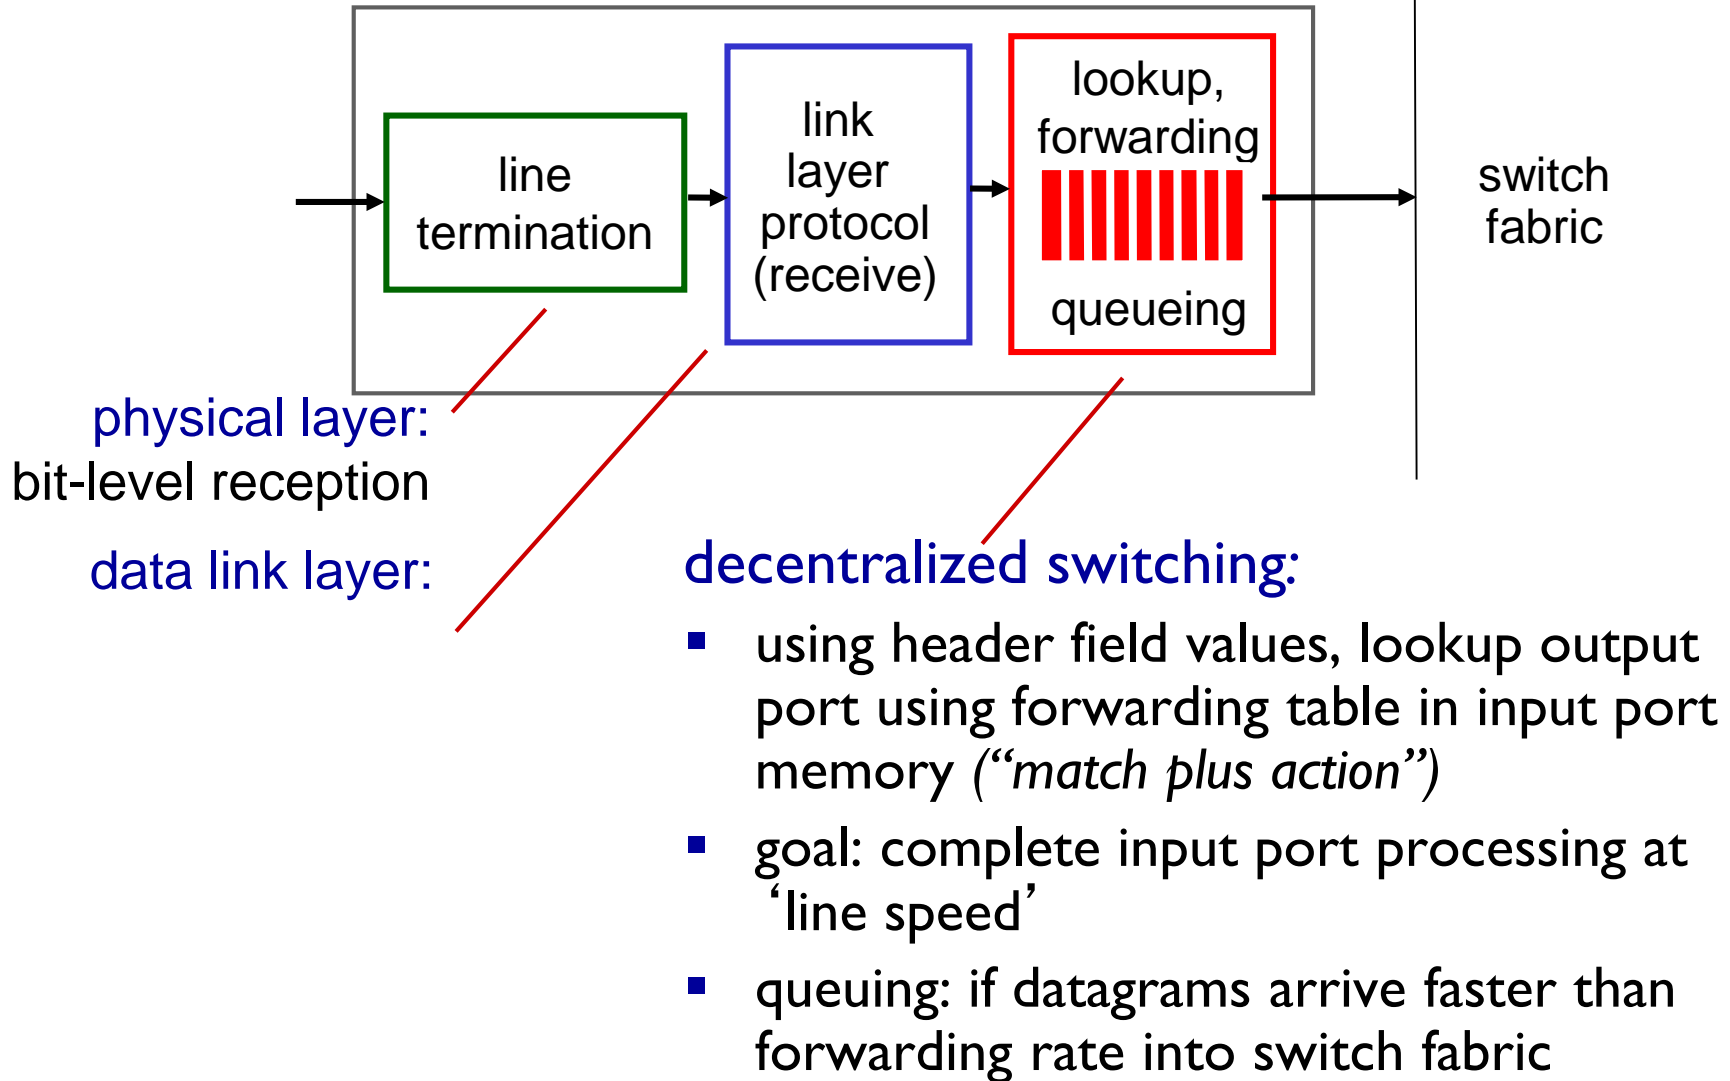 line
termination
link
layer
protocol
(receive)
lookup,
forwarding
queueing
switch
fabric
physical layer:
bit-level reception
data link layer:
decentralized switching:
▪ using header field values, lookup output
port using forwarding table in input port
memory (“match plus action”)
▪ goal: complete input port processing at
‘line speed’
▪ queuing: if datagrams arrive faster than
forwarding rate into switch fabric